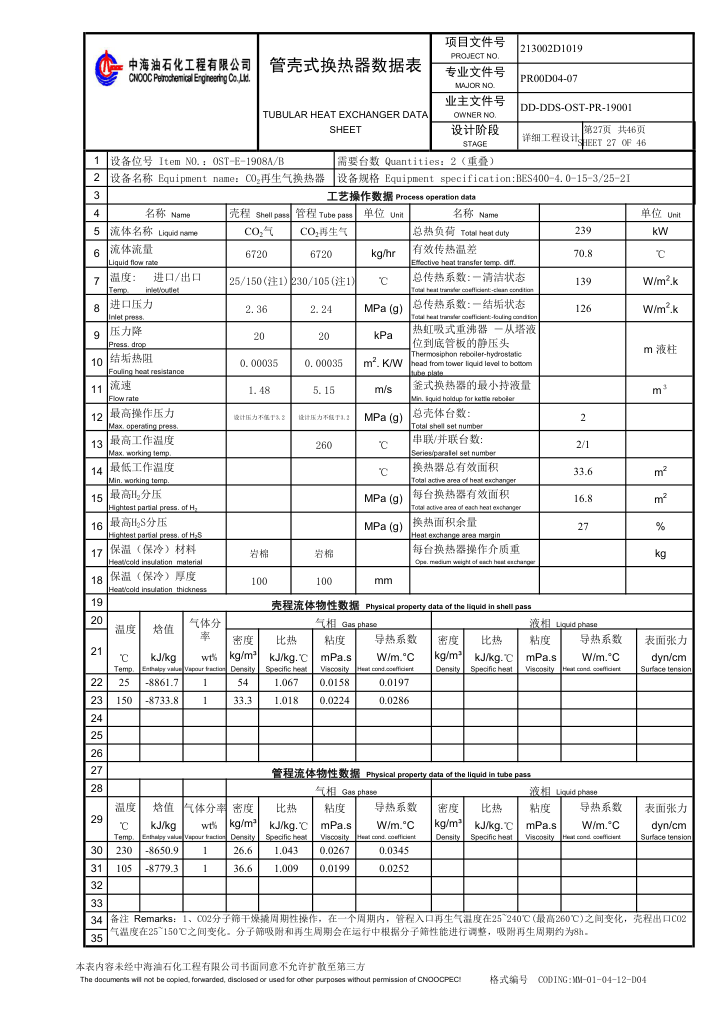 中海油石化工程有限公司
CNOOC Petrochemical Engineering Co.,Ltd.
管壳式换热器数据表
TUBULAR HEAT EXCHANGER DATA
SHEET
项目文件号
PROJECT NO.
213002D1019
专业文件号
MAJOR NO.
PR00D04-07
业主文件号
OWNER NO.
DD-DDS-OST-PR-19001
设计阶段
STAGE
详细工程设计
第27页 共46页
SHEET 27 OF 46
1 设备位号 Item NO.：OST-E-1908A/B 需要台数 Quantities：2（重叠）
2 设备名称 Equipment name：CO2再生气换热器 设备规格 Equipment specification:BES400-4.0-15-3/25-2I
3 工艺操作数据 Process operation data
4 名称 Name 壳程 Shell pass 管程 Tube pass 单位 Unit 名称 Name 单位 Unit
5 流体名称 Liquid name CO2气 CO2再生气 总热负荷 Total heat duty 239 kW
6 流体流量 6720 6720 kg/hr 有效传热温差 70.8 ℃
Liquid flow rate Effective heat transfer temp. diff.
7 温度: 进口/出口 25/150(注1) 230/105(注1) ℃ 总传热系数:－清洁状态 139 W/m2.k
Temp. inlet/outlet Total heat transfer coefficient:-clean condition
8 进口压力 2.36 2.24 MPa (g) 总传热系数:－结垢状态 126 W/m2.k
Inlet press. Total heat transfer coefficient:-fouling condition
9 压力降 20 20 kPa 热虹吸式重沸器 －从塔液
Press. drop 位到底管板的静压头 m 液柱
10 结垢热阻 0.00035 0.00035 m2. K/W Thermosiphon reboiler-hydrostatic
Fouling heat resistance head from tower liquid level to bottom
tube plate
11 流速 1.48 5.15 m/s 釜式换热器的最小持液量 m3
Flow rate Min. liquid holdup for kettle reboiler
12 最高操作压力 设计压力不低于3.2 设计压力不低于3.2 MPa (g) 总壳体台数: 2
Max. operating press. Total shell set number
13 最高工作温度 260 ℃ 串联/并联台数: 2/1
Max. working temp. Series/parallel set number
14 最低工作温度 ℃ 换热器总有效面积 33.6 m2
Min. working temp. Total active area of heat exchanger
15 最高H2分压 MPa (g) 每台换热器有效面积 16.8 m2
Hightest partial press. of H2 Total active area of each heat exchanger
16 最高H2S分压 MPa (g) 换热面积余量 27 %
Hightest partial press. of H2S Heat exchange area margin
17 保温（保冷）材料 岩棉 岩棉 每台换热器操作介质重 kg
Heat/cold insulation material Ope. medium weight of each heat exchanger
18 保温（保冷）厚度 100 100 mm
Heat/cold insulation thickness
19 壳程流体物性数据 Physical property data of the liquid in shell pass
20 温度 焓值 气体分率 气相 Gas phase 液相 Liquid phase
密度 比热 粘度 导热系数 密度 比热 粘度 导热系数 表面张力
21 ℃ kJ/kg wt% kg/m³ kJ/kg.℃ mPa.s W/m.°C kg/m³ kJ/kg.℃ mPa.s W/m.°C dyn/cm
Temp. Enthalpy value Vapour fraction Density Specific heat Viscosity Heat cond.coefficient Density Specific heat Viscosity Heat cond. coefficient Surface tension
22 25 -8861.7 1 54 1.067 0.0158 0.0197
23 150 -8733.8 1 33.3 1.018 0.0224 0.0286
24
25
26
27 管程流体物性数据 Physical property data of the liquid in tube pass
28 气相 Gas phase 液相 Liquid phase
温度 焓值 气体分率 密度 比热 粘度 导热系数 密度 比热 粘度 导热系数 表面张力
29 ℃ kJ/kg wt% kg/m³ kJ/kg.℃ mPa.s W/m.°C kg/m³ kJ/kg.℃ mPa.s W/m.°C dyn/cm
Temp. Enthalpy value Vapour fraction Density Specific heat Viscosity Heat cond. coefficient Density Specific heat Viscosity Heat cond. coefficient Surface tension
30 230 -8650.9 1 26.6 1.043 0.0267 0.0345
31 105 -8779.3 1 36.6 1.009 0.0199 0.0252
32
33
34 备注 Remarks: 1、CO2分子筛干燥撬周期性操作，在一个周期内，管程入口再生气温度在25~240℃(最高260℃)之间变化，壳程出口CO2
35 气温度在25~150℃之间变化。分子筛吸附和再生周期会在运行中根据分子筛性能进行调整，吸附再生周期约为8h。
本表内容未经中海油石化工程有限公司书面同意不允许扩散至第三方
The documents will not be copied, forwarded, disclosed or used for other purposes without permission of CNOOCPEC! 格式编号 CODING:MM-01-04-12-D04